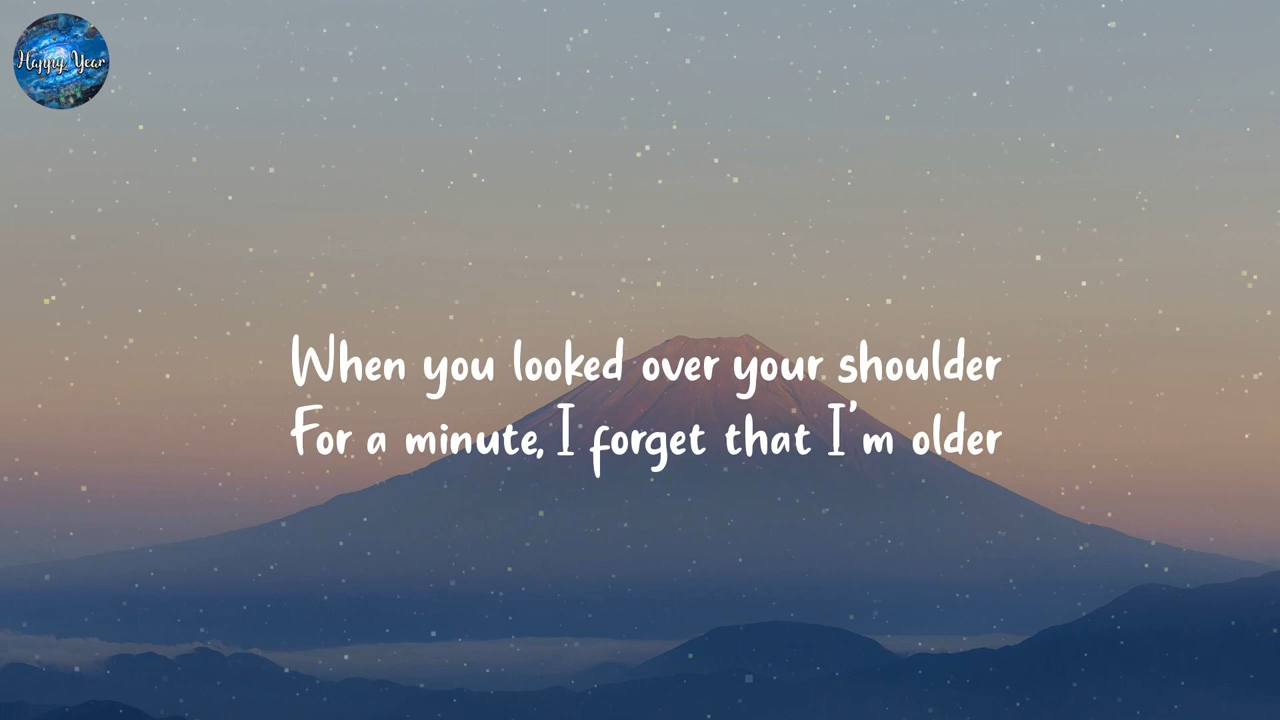 Happy Year
When you looked over your shoulder
For a minute, I forget that I'm older